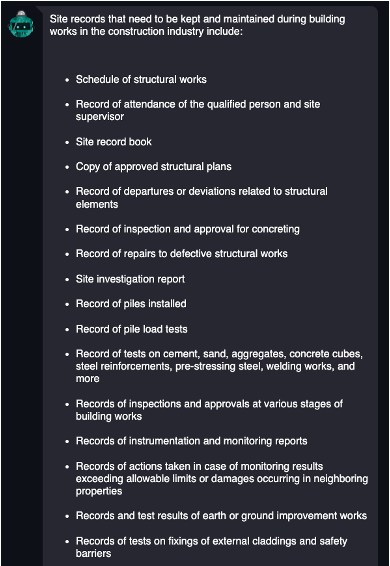 Site records that need to be kept and maintained during building
works in the construction industry include:
• Schedule of structural works
• Record of attendance of the qualified person and site
supervisor
• Site record book
• Copy of approved structural plans
• Record of departures or deviations related to structural
elements
• Record of inspection and approval for concreting
• Record of repairs to defective structural works
• Site investigation report
• Record of piles installed
• Record of pile load tests
• Record of tests on cement, sand, aggregates, concrete cubes,
steel reinforcements, pre-stressing steel, welding works, and
more
• Records of inspections and approvals at various stages of
building works
• Records of instrumentation and monitoring reports
• Records of actions taken in case of monitoring results
exceeding allowable limits or damages occurring in neighboring
properties
• Records and test results of earth or ground improvement works
• Records of tests on fixings of external claddings and safety
barriers